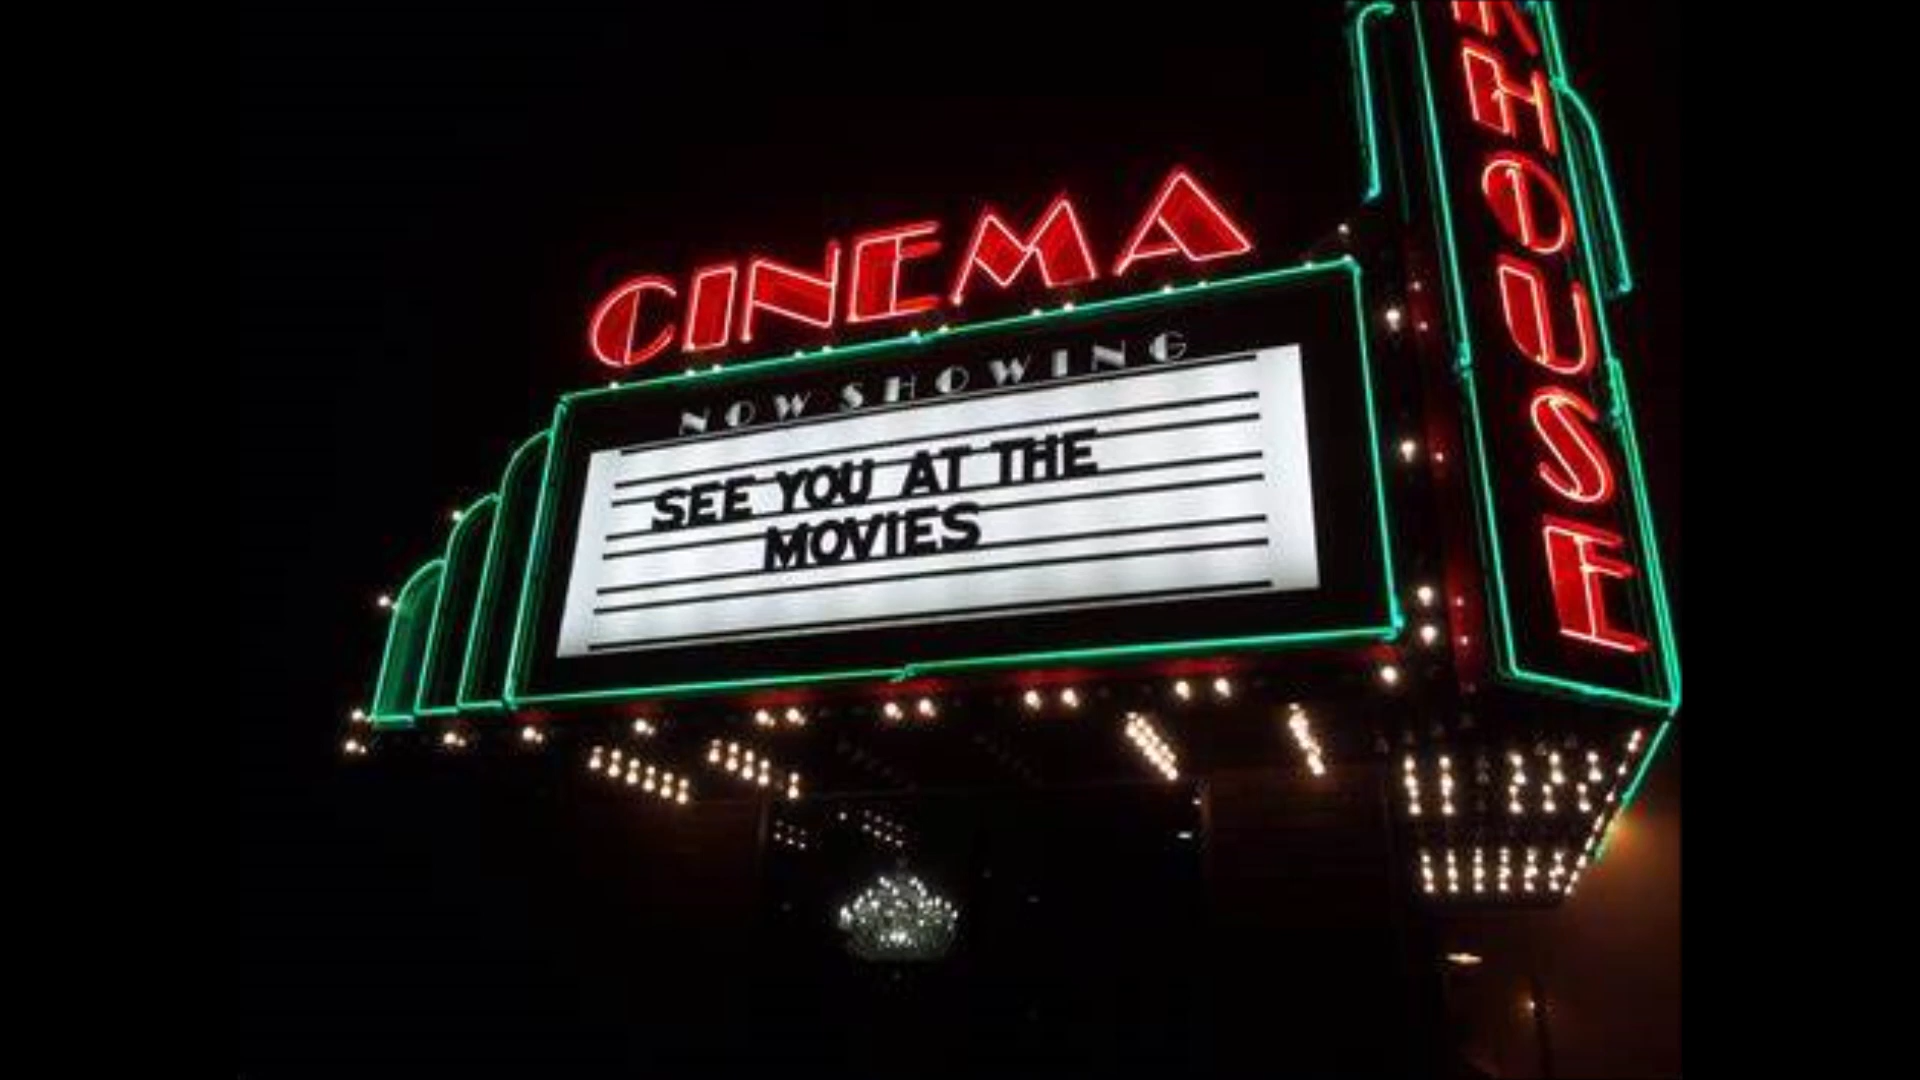 CINEMA
NOW SHOWING
SEE YOU AT THE
MOVIES
HOUSE